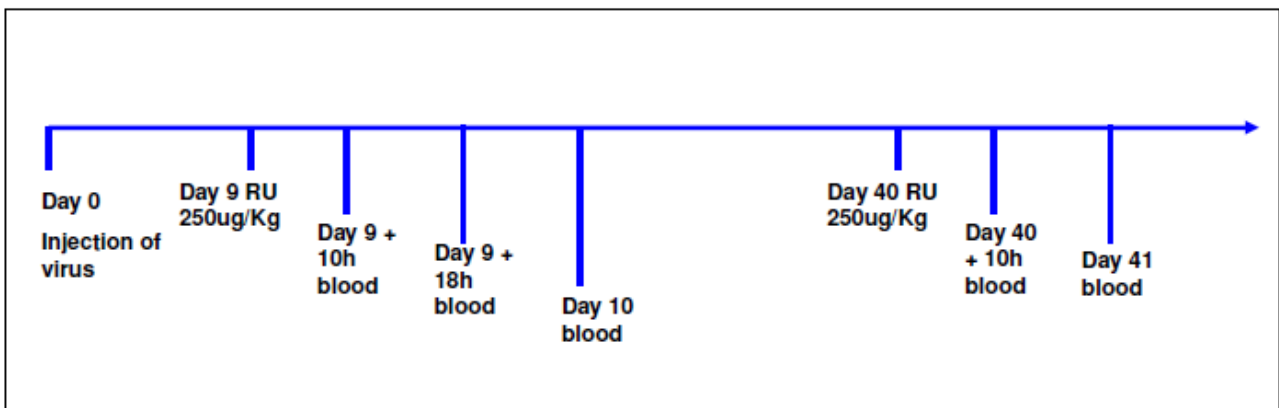 Day 0
Injection of
virus
Day 9 RU
250ug/Kg
Day 9 +
10h
blood
Day 9 +
18h
blood
Day 10
blood
Day 40 RU
250ug/Kg
Day 40
+ 10h
blood
Day 41
blood